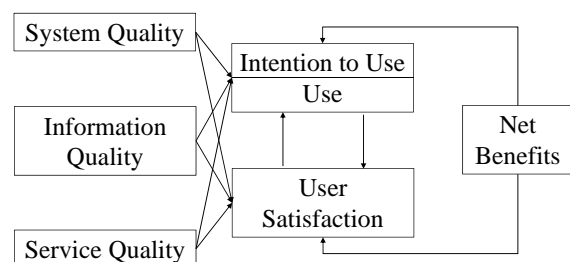 System Quality
Intention to Use
Use
Information
Quality
Net
Benefits
User
Satisfaction
Service Quality